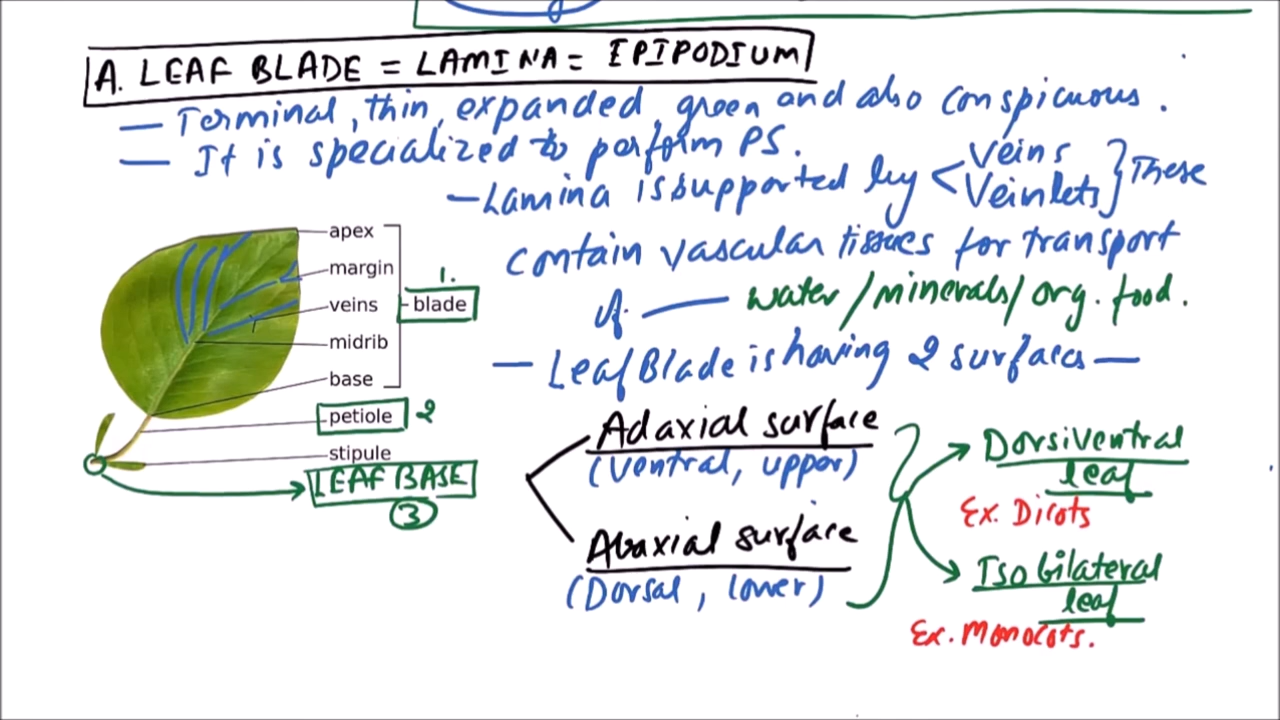 A. LEAF BLADE = LAMINA = EPIPODIUM
— Terminal, thin, expanded, green and also conspicuous.
— It is specialized to perform PS.
— Lamina is supported by < Veins
Veinlets } These
contain vascular tissues for transport
of — water/minerals/org. food.
— Leaf Blade is having 2 surfaces —
apex
margin
veins
midrib
base
1.
blade
petiole 2
stipule
LEAF BASE
3
Adaxial surface
(Ventral, upper)
Abaxial surface
(Dorsal, lower)
Dorsiventral
leaf
Ex. Dicots
Isobilateral
leaf
Ex. Monocots.